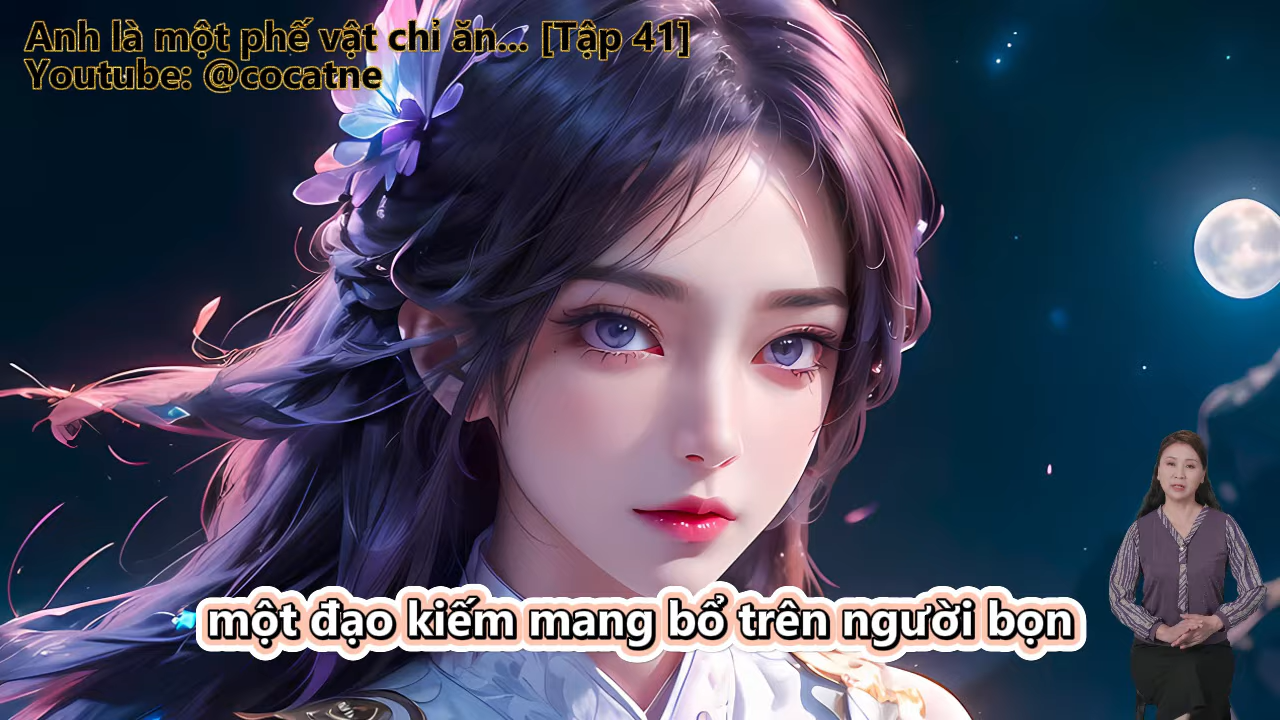 Anh là một phế vật chỉ ăn... [Tập 41]
Youtube: @cocatne
một đạo kiếm mang bổ trên người bọn